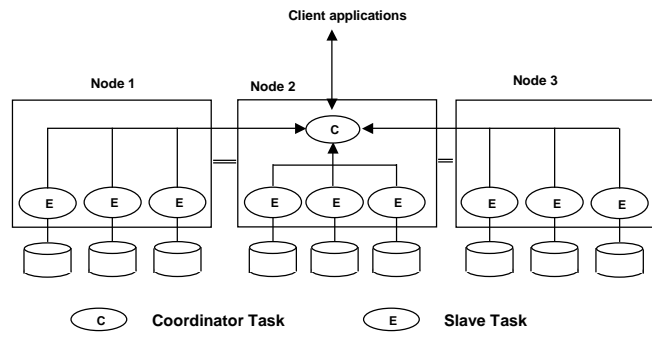 Client applications
Node 1
Node 2
Node 3
C
E E E E E E E E E
C Coordinator Task E Slave Task